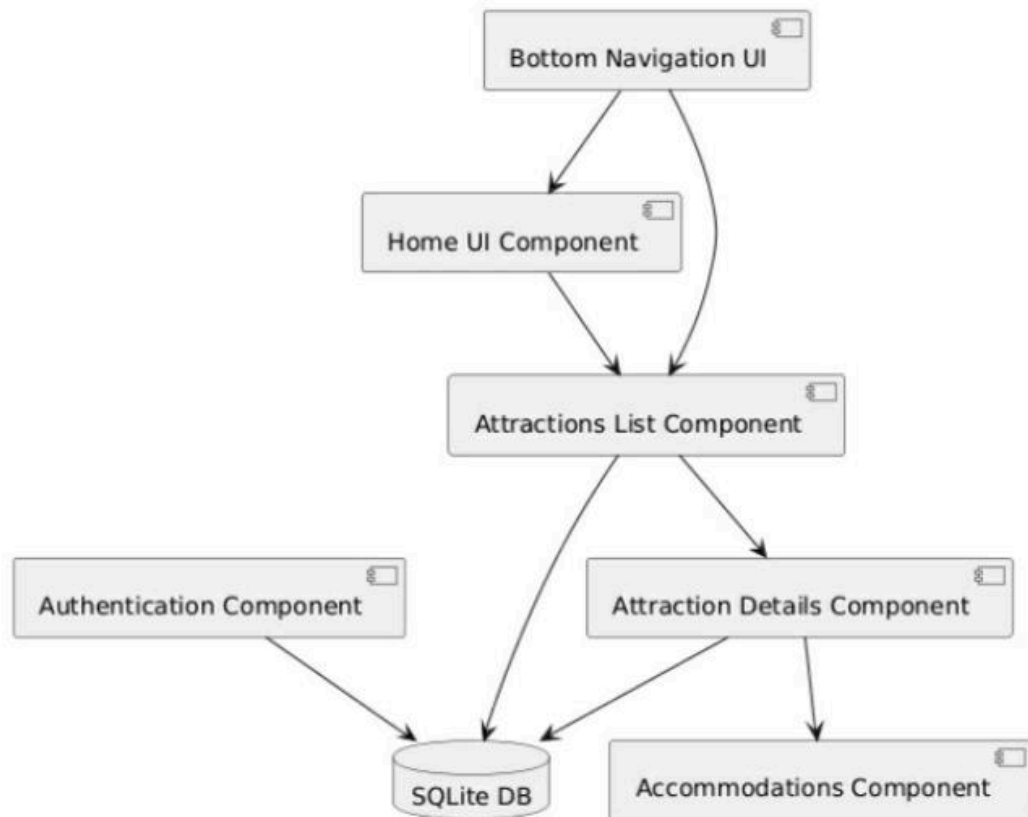 Bottom Navigation UI
Home UI Component
Attractions List Component
Authentication Component
Attraction Details Component
SQLite DB
Accommodations Component